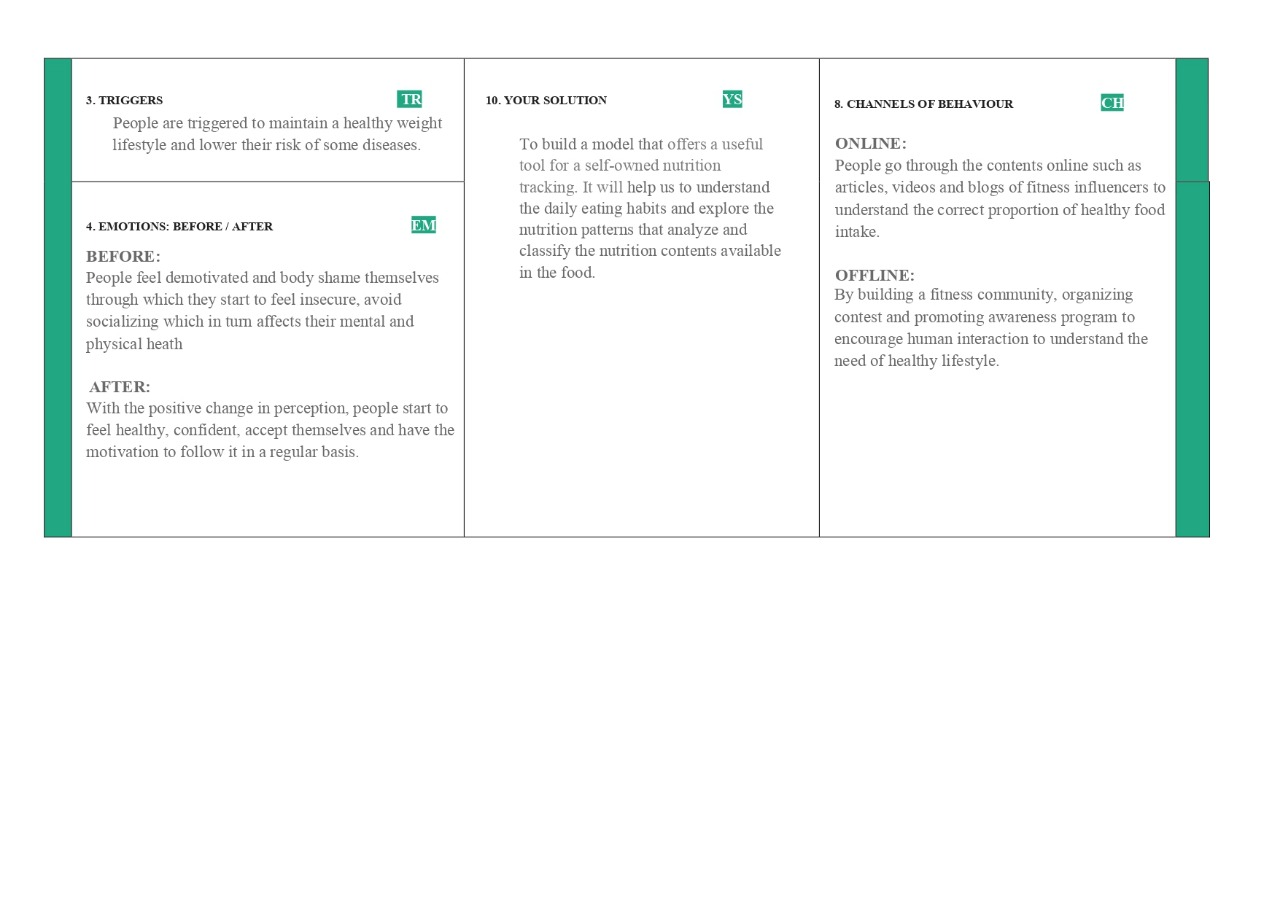 3. TRIGGERS
TR
People are triggered to maintain a healthy weight
lifestyle and lower their risk of some diseases.
4. EMOTIONS: BEFORE / AFTER
EM
BEFORE:
People feel demotivated and body shame themselves
through which they start to feel insecure, avoid
socializing which in turn affects their mental and
physical heath
AFTER:
With the positive change in perception, people start to
feel healthy, confident, accept themselves and have the
motivation to follow it in a regular basis.
10. YOUR SOLUTION
YS
To build a model that offers a useful
tool for a self-owned nutrition
tracking. It will help us to understand
the daily eating habits and explore the
nutrition patterns that analyze and
classify the nutrition contents available
in the food.
8. CHANNELS OF BEHAVIOUR
CH
ONLINE:
People go through the contents online such as
articles, videos and blogs of fitness influencers to
understand the correct proportion of healthy food
intake.
OFFLINE:
By building a fitness community, organizing
contest and promoting awareness program to
encourage human interaction to understand the
need of healthy lifestyle.